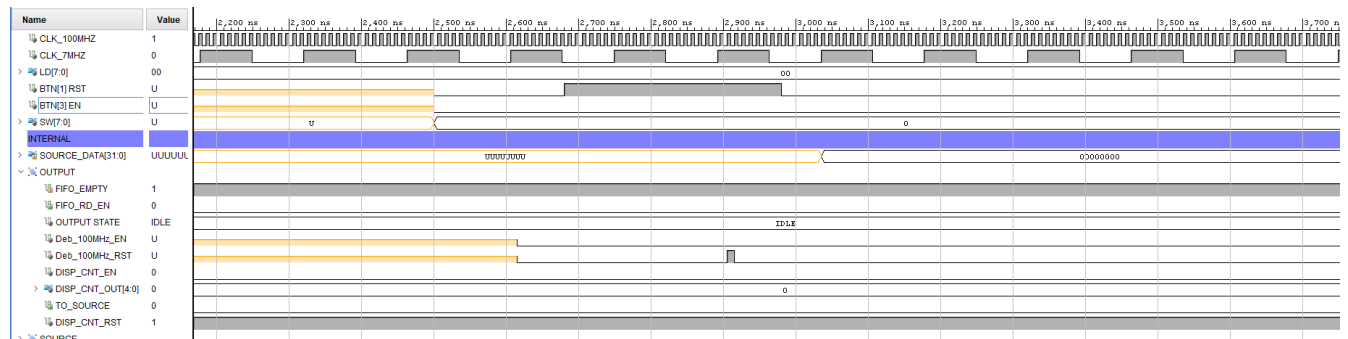 Name Value 2,200 ns 2,300 ns 2,400 ns 2,500 ns 2,600 ns 2,700 ns 2,800 ns 2,900 ns 3,000 ns 3,100 ns 3,200 ns 3,300 ns 3,400 ns 3,500 ns 3,600 ns 3,700 n
CLK_100MHZ 1
CLK_7MHZ 0
LD[7:0] 00 00
BTN[1] RST U
BTN[3] EN U
SW[7:0] U U 0
INTERNAL
SOURCE_DATA[31:0] UUUUUU UUUUUUUU 00000000
OUTPUT
FIFO_EMPTY 1
FIFO_RD_EN 0
OUTPUT STATE IDLE IDLE
Deb_100MHz_EN U
Deb_100MHz_RST U
DISP_CNT_EN 0
DISP_CNT_OUT[4:0] 0 0
TO_SOURCE 0
DISP_CNT_RST 1
SOURCE